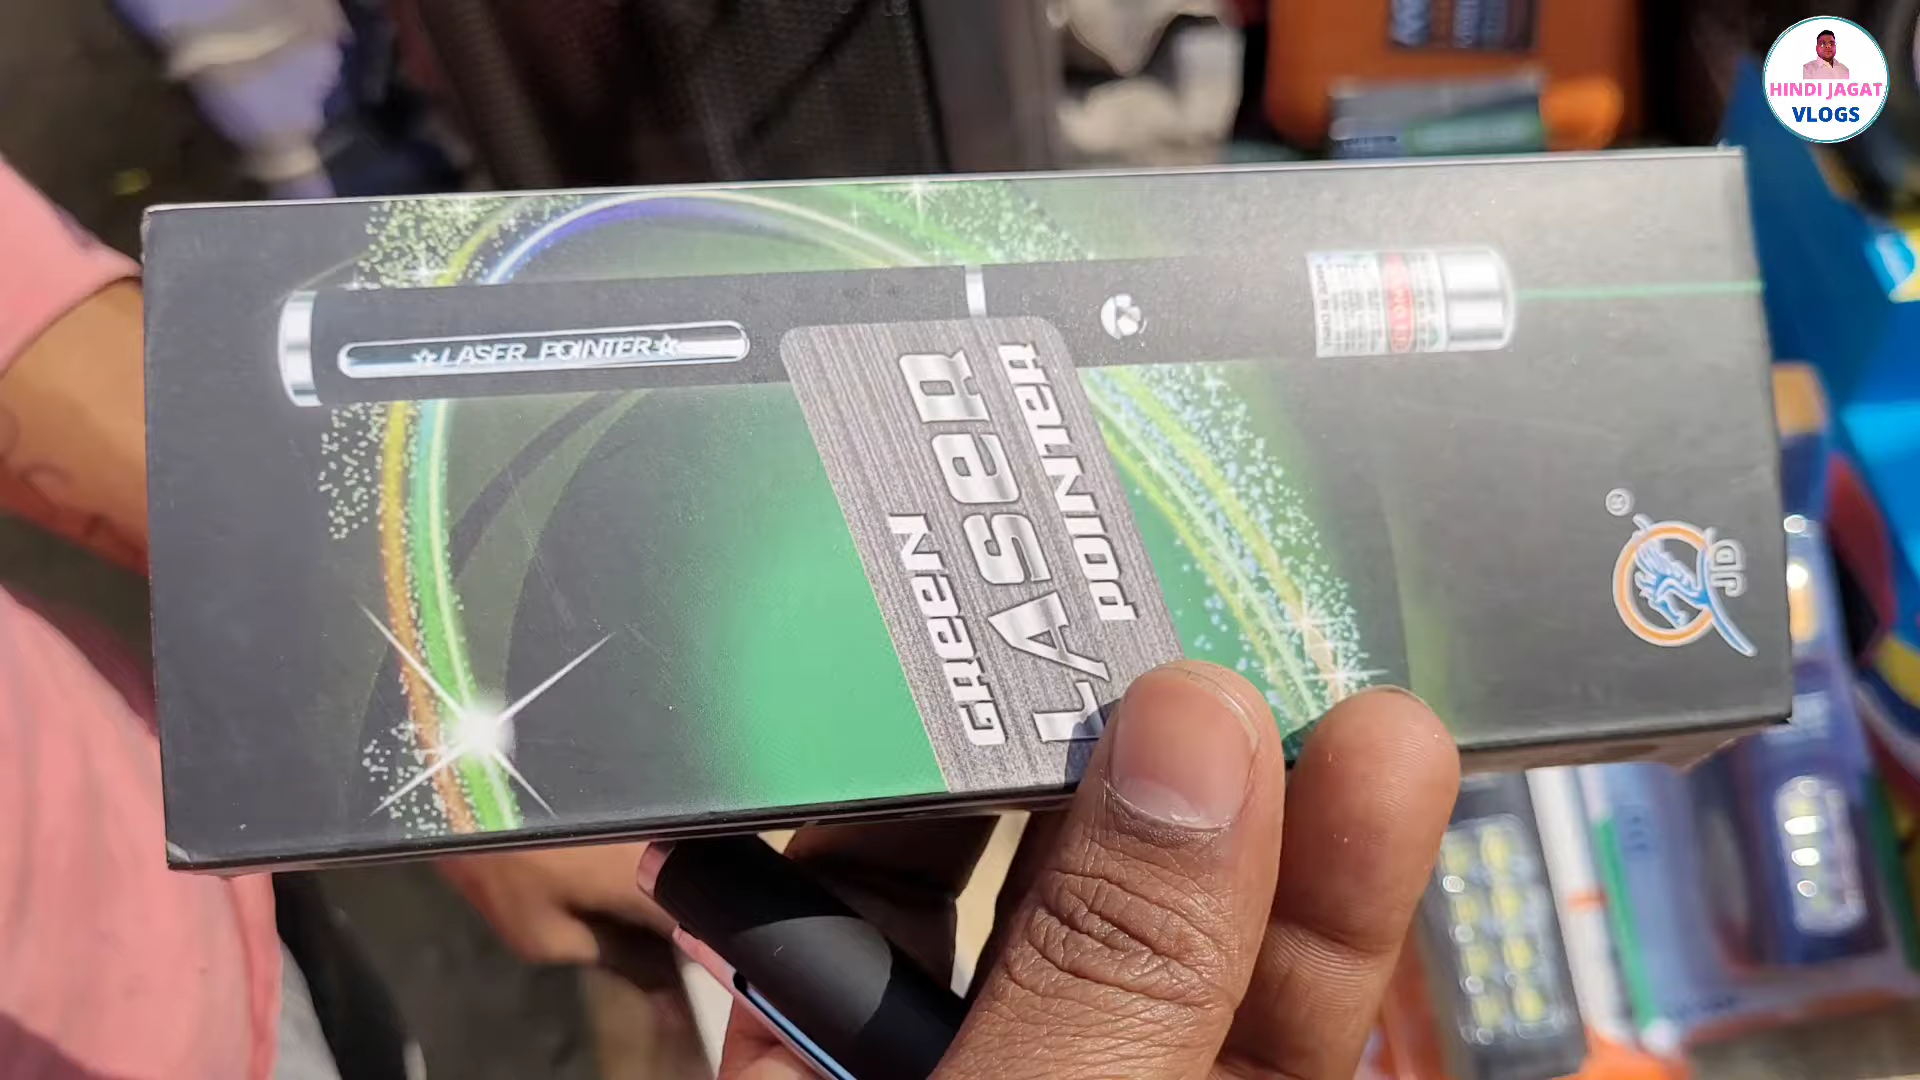 HINDI JAGAT
VLOGS
☆LASER POINTER☆
GREEN
LASER
POINTER
®
JD